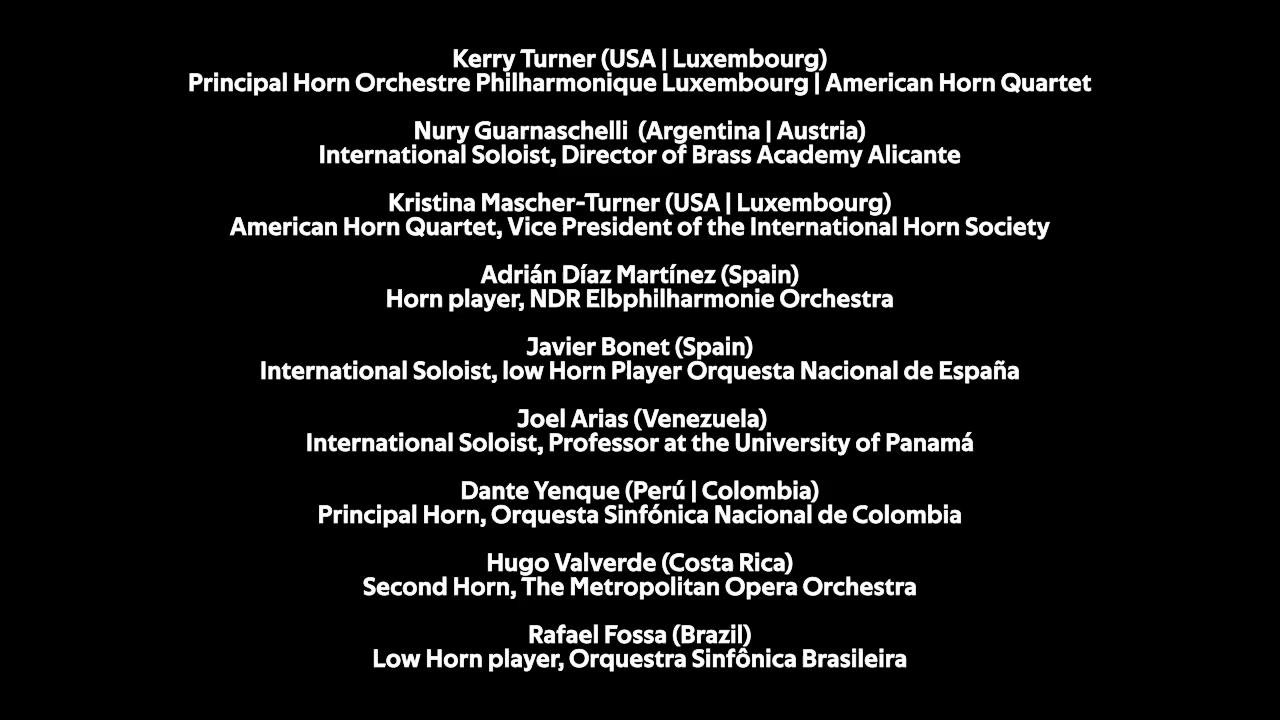 Kerry Turner (USA | Luxembourg)
Principal Horn Orchestre Philharmonique Luxembourg | American Horn Quartet
Nury Guarnaschelli (Argentina | Austria)
International Soloist, Director of Brass Academy Alicante
Kristina Mascher-Turner (USA | Luxembourg)
American Horn Quartet, Vice President of the International Horn Society
Adrián Díaz Martínez (Spain)
Horn player, NDR Elbphilharmonie Orchestra
Javier Bonet (Spain)
International Soloist, low Horn Player Orquesta Nacional de España
Joel Arias (Venezuela)
International Soloist, Professor at the University of Panamá
Dante Yenque (Perú | Colombia)
Principal Horn, Orquesta Sinfónica Nacional de Colombia
Hugo Valverde (Costa Rica)
Second Horn, The Metropolitan Opera Orchestra
Rafael Fossa (Brazil)
Low Horn player, Orquestra Sinfônica Brasileira